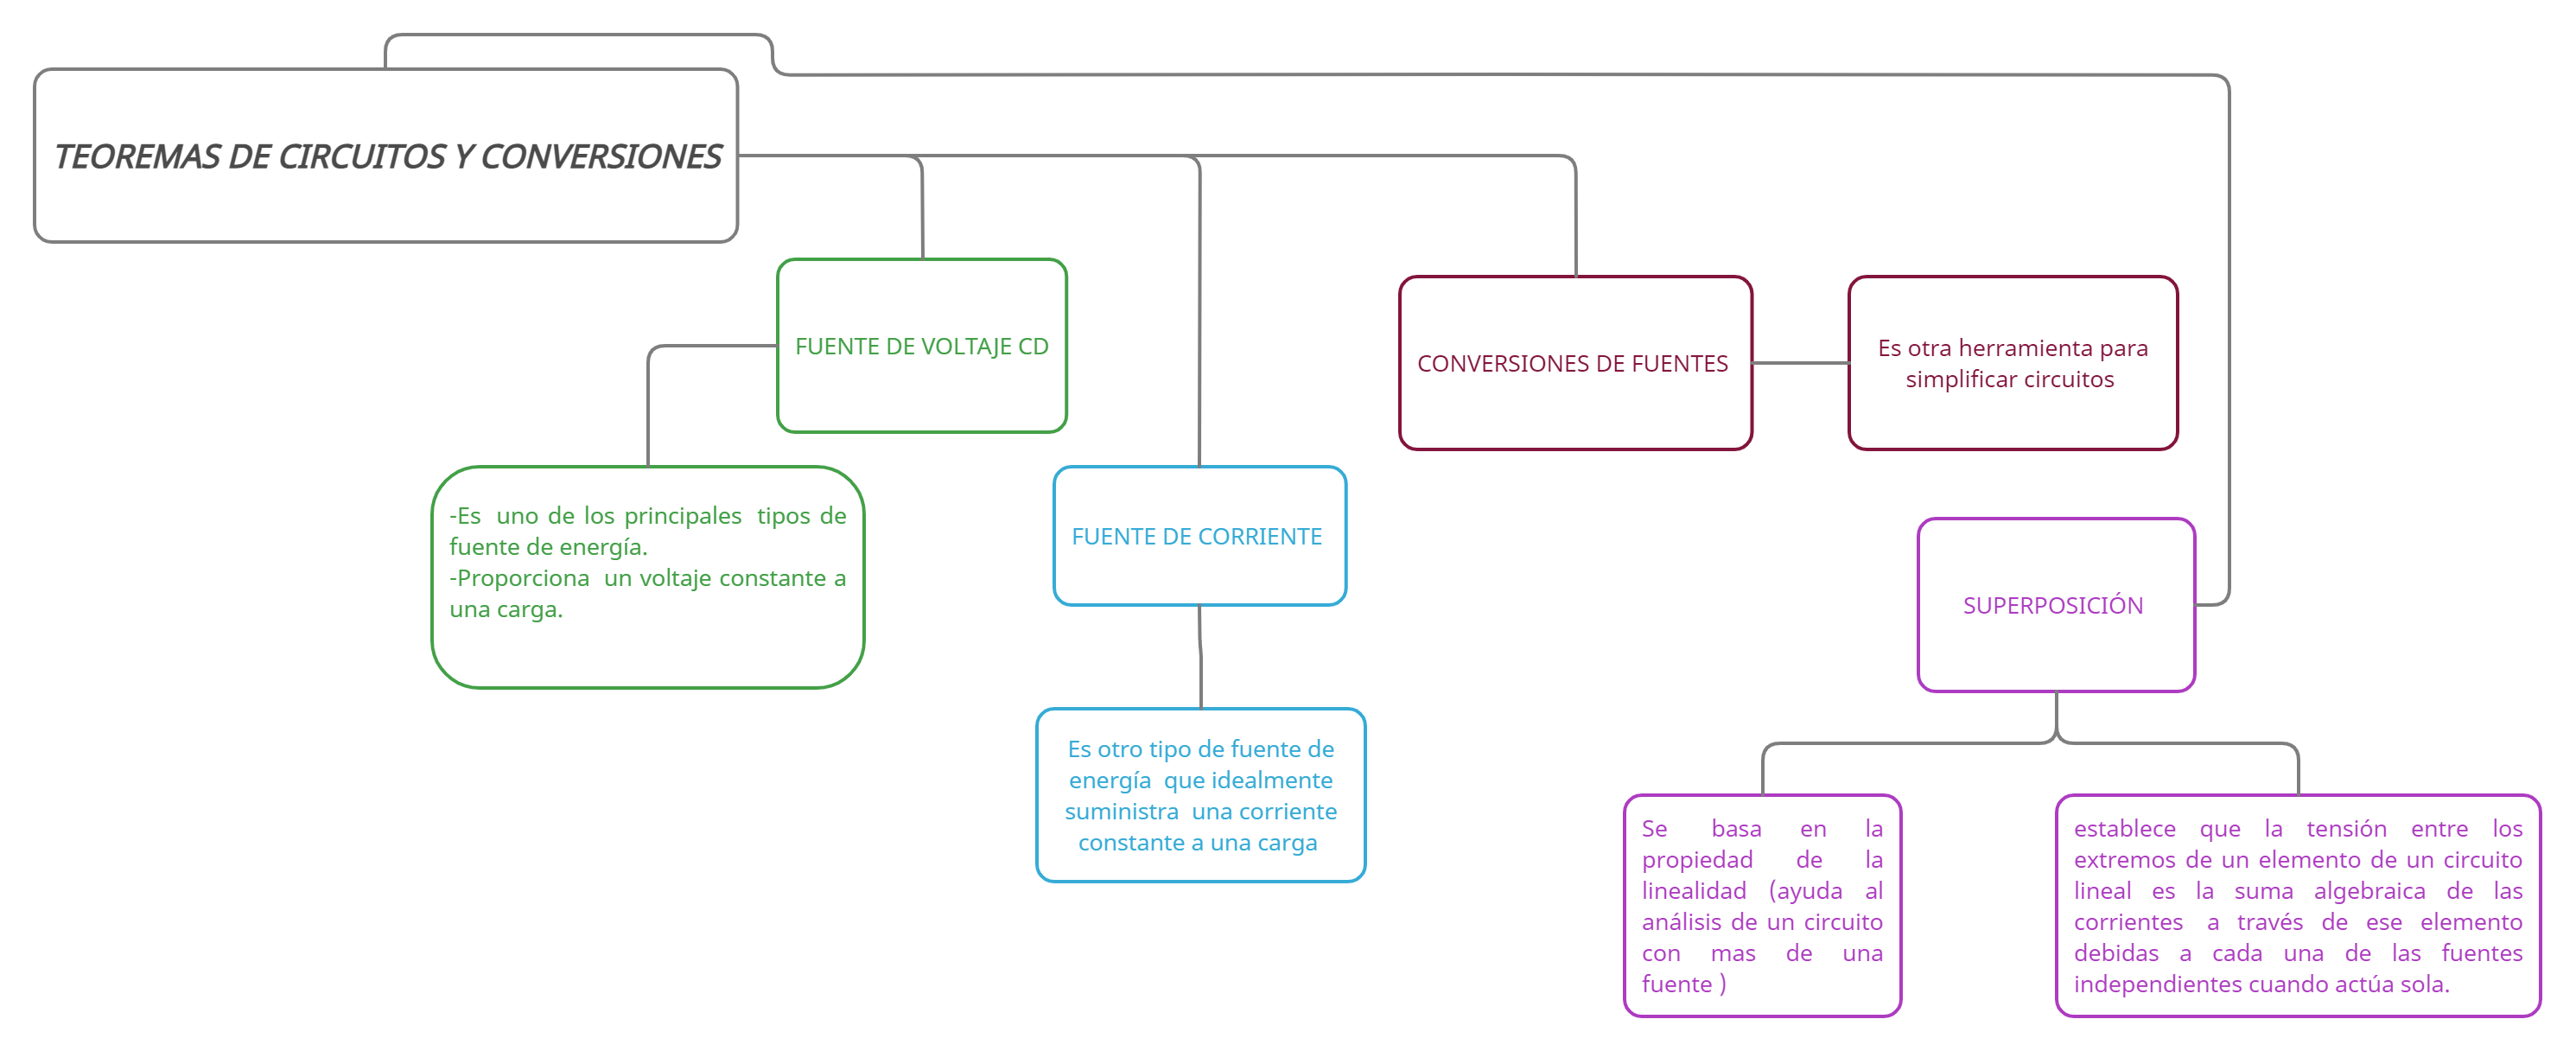 TEOREMAS DE CIRCUITOS Y CONVERSIONES
FUENTE DE VOLTAJE CD
-Es uno de los principales tipos de
fuente de energía.
-Proporciona un voltaje constante a
una carga.
FUENTE DE CORRIENTE
Es otro tipo de fuente de
energía que idealmente
suministra una corriente
constante a una carga
CONVERSIONES DE FUENTES
Es otra herramienta para
simplificar circuitos
SUPERPOSICIÓN
Se basa en la
propiedad de la
linealidad (ayuda al
análisis de un circuito
con mas de una
fuente )
establece que la tensión entre los
extremos de un elemento de un circuito
lineal es la suma algebraica de las
corrientes a través de ese elemento
debidas a cada una de las fuentes
independientes cuando actúa sola.